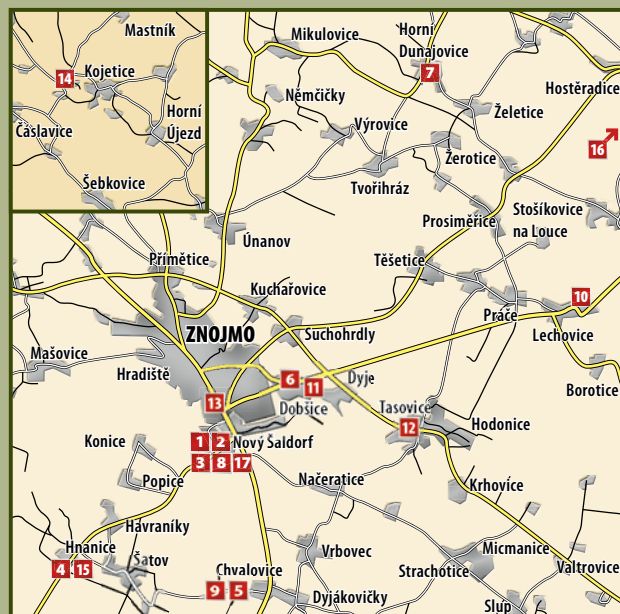 Mastník
14
Kojetice
Horní
Újezd
Častavice
Šebkovice
Mikulovice
Horní
Dunajovice
7
Hostěradice
Němčičky
Želetice
Výrovice
16
Žerotice
Tvořihráz
Prosiměřice
Stošíkovice
na Louce
Únanov
Těšetice
Přímětice
Kuchařovice
10
Práče
ZNOJMO
Suchohrdly
Lechovice
Mašovice
Hradiště
6
11
Dyje
Borotice
13
Dobšice
Tasovice
12
Hodonice
Konice
1 2
Nový Šaldorf
3 8 17
Popice
Načeratice
Krhovice
Havraníky
Hnanice
Vrbovec
Micmanice
4 15
Šatov
Chvalovice
Strachotice
Valtrovice
9 5
Dyjákovičky
Slup